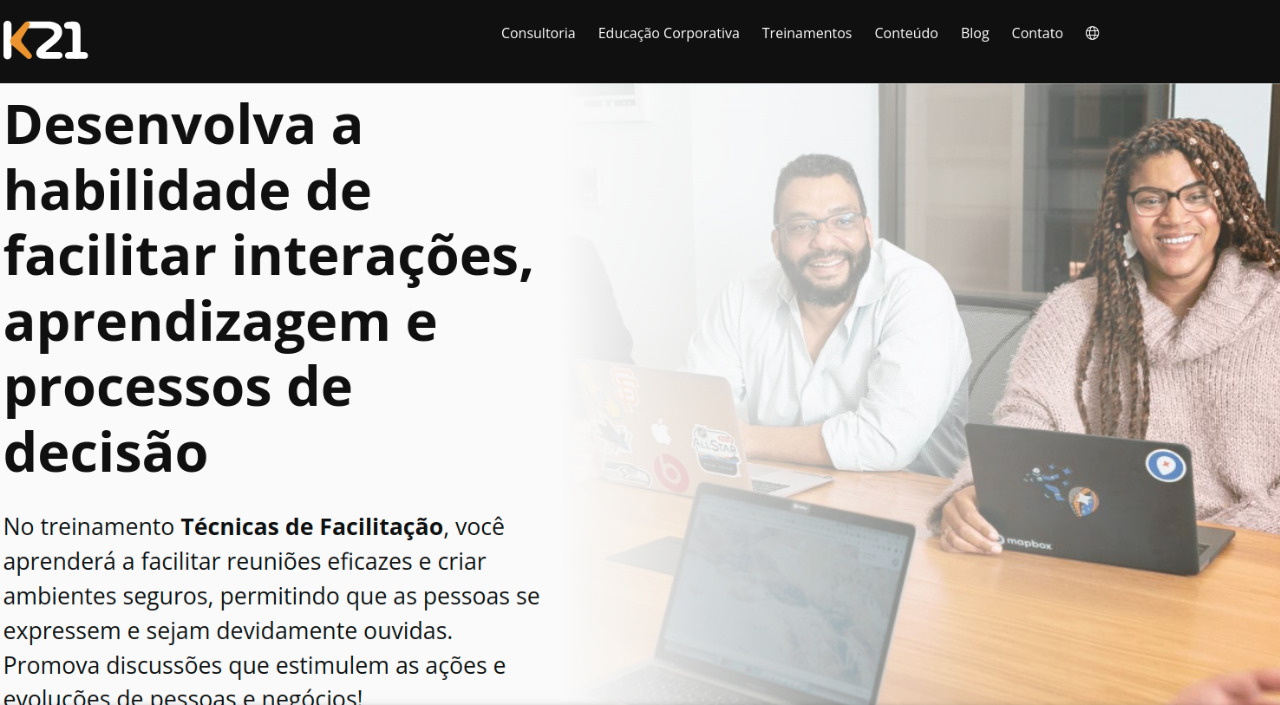 K21
Consultoria Educação Corporativa Treinamentos Conteúdo Blog Contato
Desenvolva a
habilidade de
facilitar interações,
aprendizagem e
processos de
decisão
No treinamento Técnicas de Facilitação, você
aprenderá a facilitar reuniões eficazes e criar
ambientes seguros, permitindo que as pessoas se
expressem e sejam devidamente ouvidas.
Promova discussões que estimulem as ações e
evoluções de pessoas e negócios!
ALL STAR
mapbox